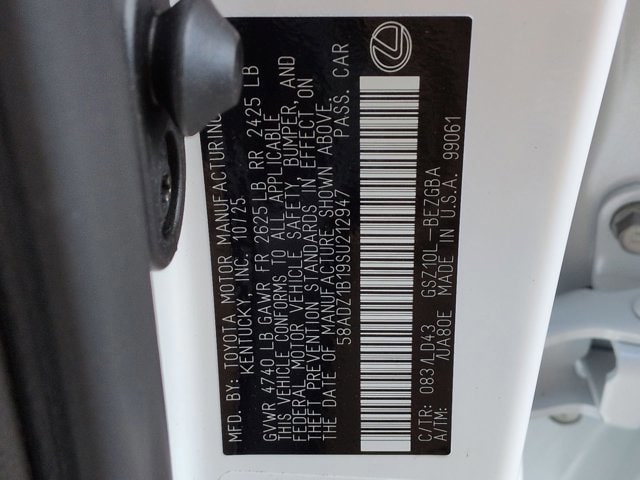 MFD. BY: TOYOTA MOTOR MANUFACTURING
KENTUCKY, INC. 10/25
GVWR 4740 LB GAWR FR 2625 LB RR 2425 LB
THIS VEHICLE CONFORMS TO ALL APPLICABLE
FEDERAL MOTOR VEHICLE SAFETY, BUMPER, AND
THEFT PREVENTION STANDARDS IN EFFECT ON
THE DATE OF MANUFACTURE SHOWN ABOVE.
58ADZ1B19SU212947 PASS. CAR
C/TR: 083/LD43 GSZ10L-BEZGBA
A/TM: /UA80E MADE IN U.S.A. 99061